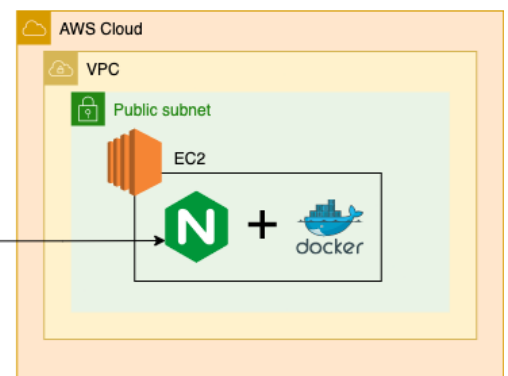 AWS Cloud
VPC
Public subnet
EC2
N
+
docker